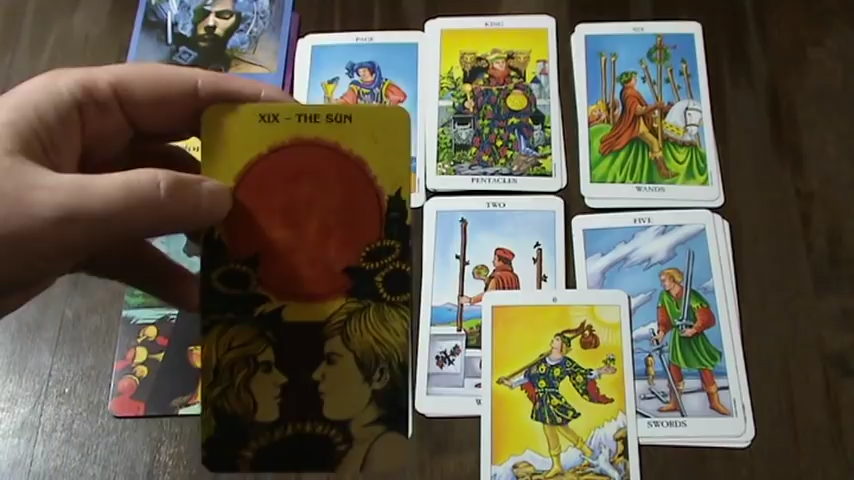 PAGE
KING
SIX
XIX - THE SUN
PENTACLES
WANDS
TWO
FIVE
0
SWORDS